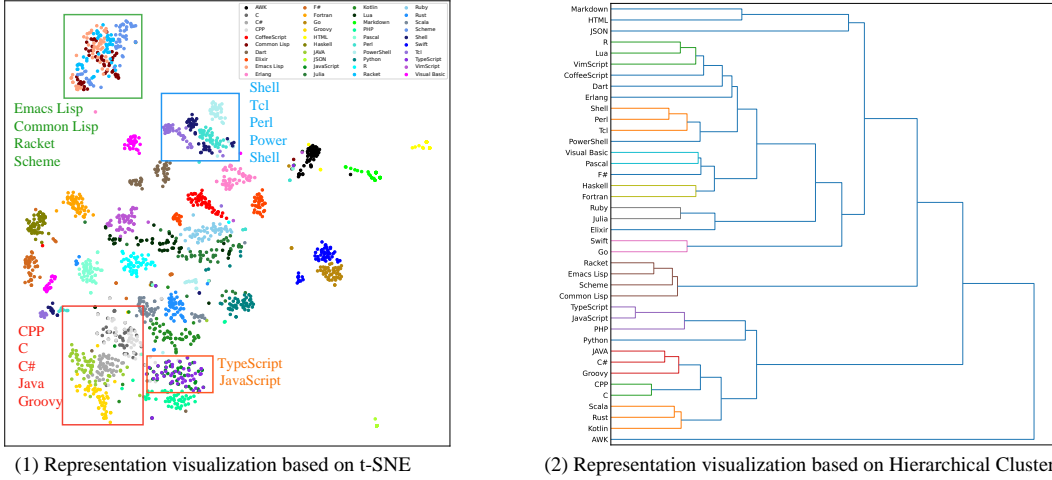 AWK
C
C#
CPP
CoffeeScript
Common Lisp
Dart
Elixir
Emacs Lisp
Erlang
F#
Fortran
Go
Groovy
HTML
Haskell
JAVA
JSON
JavaScript
Julia
Kotlin
Lua
Markdown
PHP
Pascal
Perl
PowerShell
Python
R
Racket
Ruby
Rust
Scala
Scheme
Shell
Swift
Tcl
TypeScript
VimScript
Visual Basic
Emacs Lisp
Common Lisp
Racket
Scheme
Shell
Tcl
Perl
Power
Shell
CPP
C
C#
Java
Groovy
TypeScript
JavaScript
(1) Representation visualization based on t-SNE
Markdown
HTML
JSON
R
Lua
VimScript
CoffeeScript
Dart
Erlang
Shell
Perl
Tcl
PowerShell
Visual Basic
Pascal
F#
Haskell
Fortran
Ruby
Julia
Elixir
Swift
Go
Racket
Emacs Lisp
Scheme
Common Lisp
TypeScript
JavaScript
PHP
Python
JAVA
C#
Groovy
CPP
C
Scala
Rust
Kotlin
AWK
(2) Representation visualization based on Hierarchical Cluster